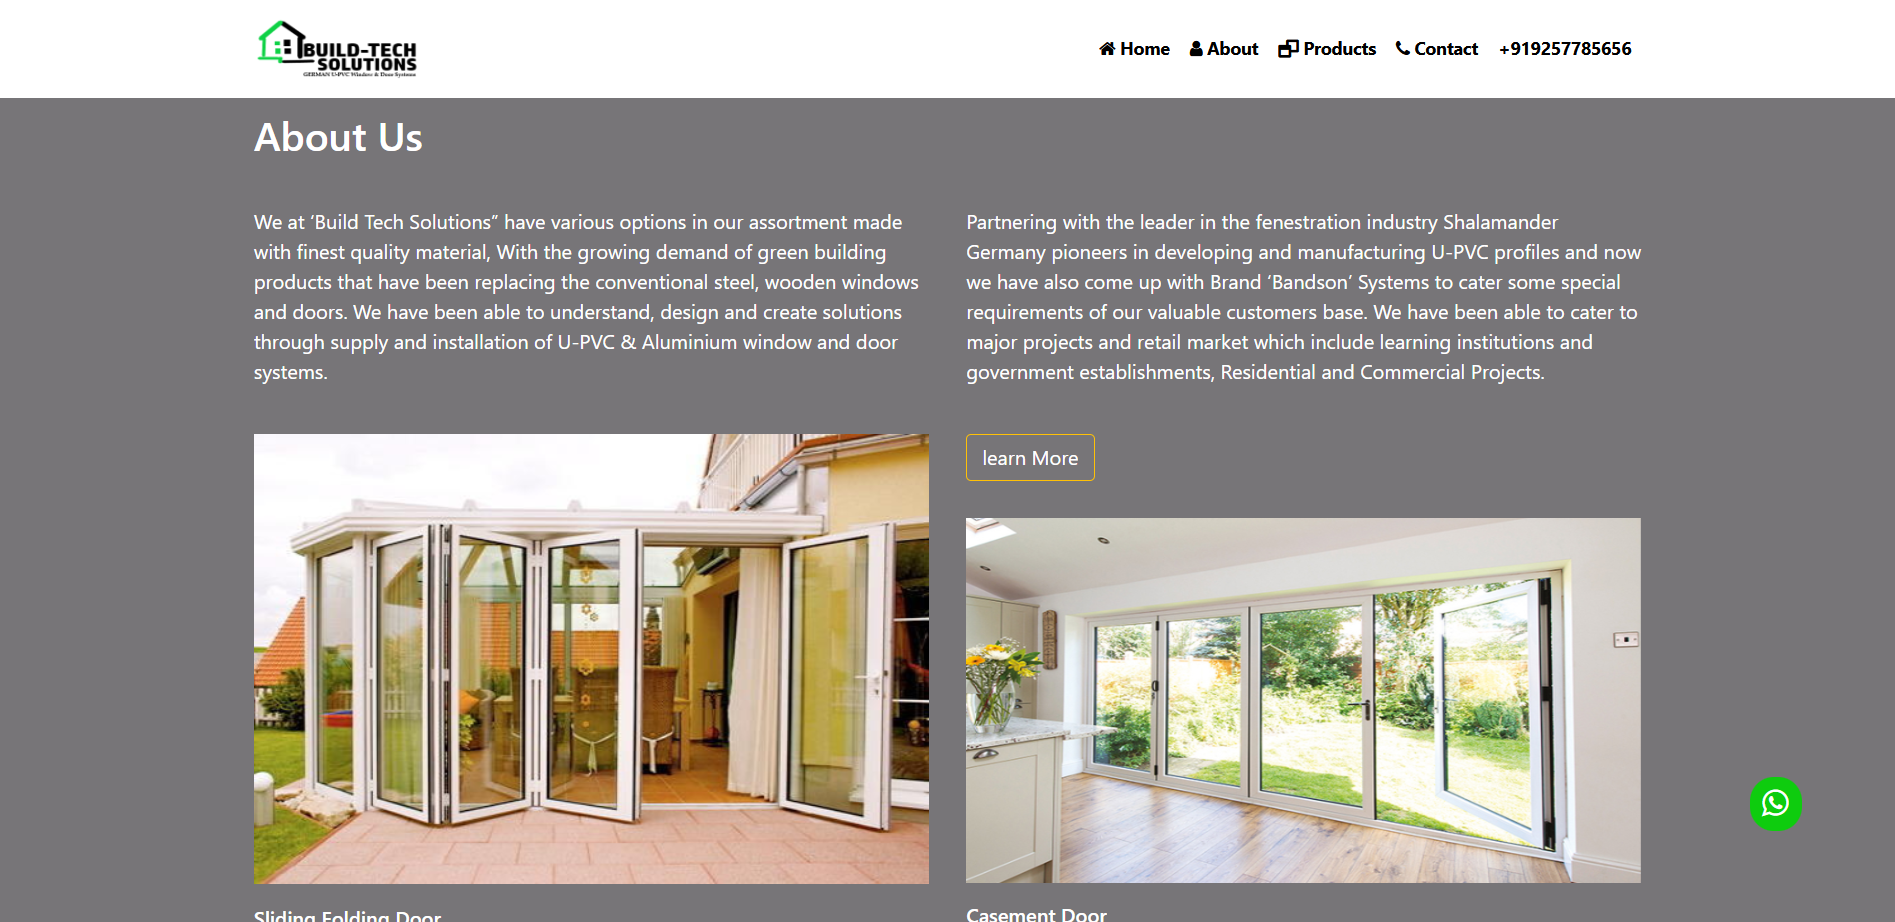 BUILD-TECH
SOLUTIONS
GERMAN U-PVC Window & Door Systems
Home About Products Contact +919257785656
About Us
We at ‘Build Tech Solutions” have various options in our assortment made
with finest quality material, With the growing demand of green building
products that have been replacing the conventional steel, wooden windows
and doors. We have been able to understand, design and create solutions
through supply and installation of U-PVC & Aluminium window and door
systems.
Partnering with the leader in the fenestration industry Shalamander
Germany pioneers in developing and manufacturing U-PVC profiles and now
we have also come up with Brand ‘Bandson’ Systems to cater some special
requirements of our valuable customers base. We have been able to cater to
major projects and retail market which include learning institutions and
government establishments, Residential and Commercial Projects.
learn More
Sliding Folding Door
Casement Door